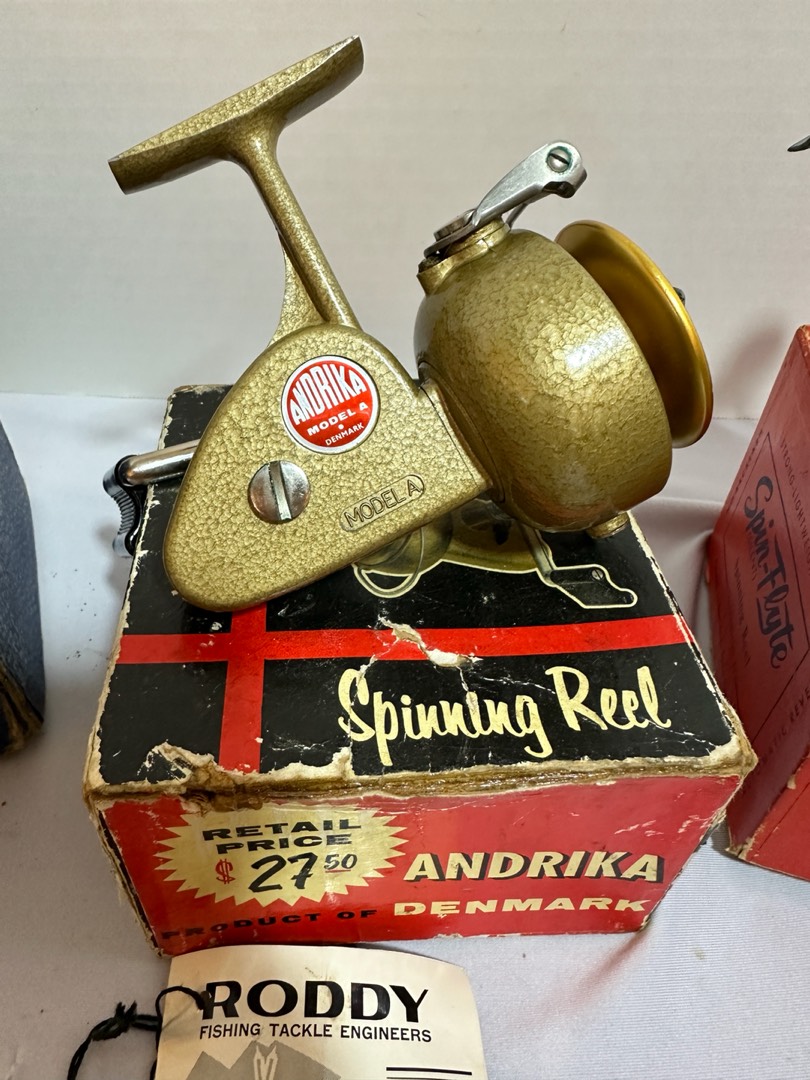 ANDRIKA
MODEL A
DENMARK
MODEL A
Spinning Reel
RETAIL
PRICE
$27.50
ANDRIKA
PRODUCT OF DENMARK
RODDY
FISHING TACKLE ENGINEERS
Spin-Flyte